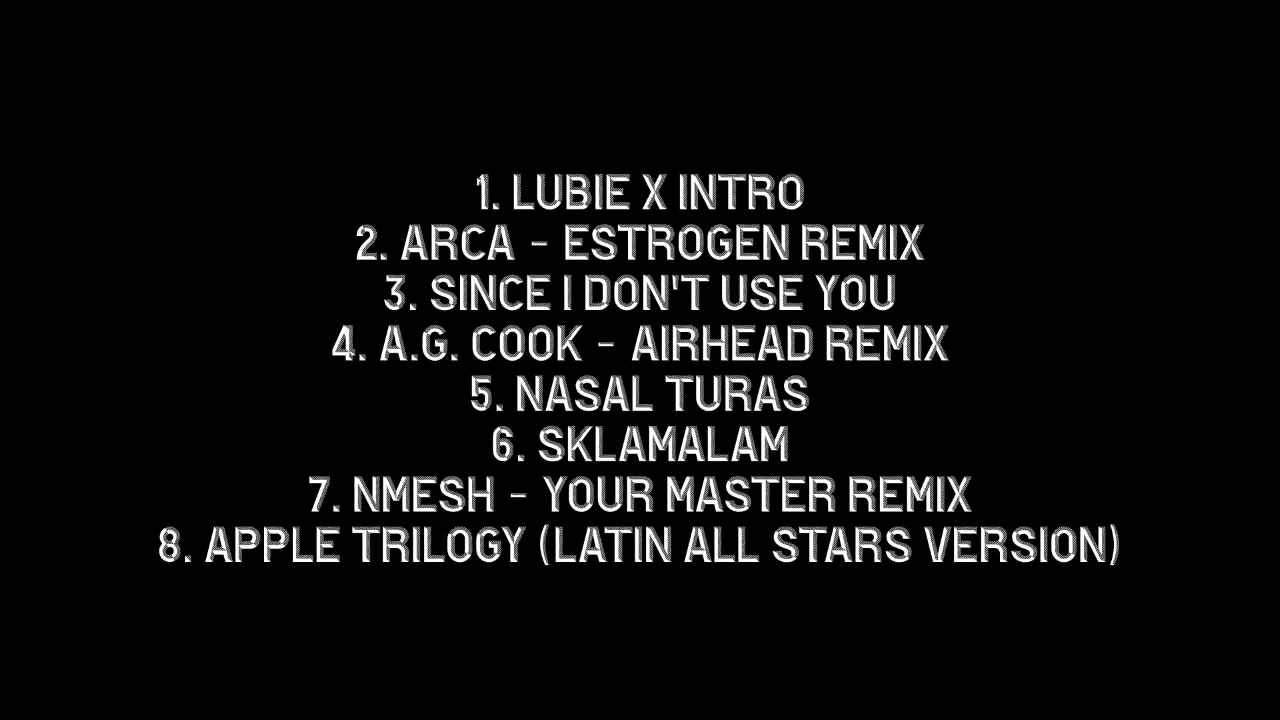 1. LUBIE X INTRO
2. ARCA - ESTROGEN REMIX
3. SINCE I DON'T USE YOU
4. A.G. COOK - AIRHEAD REMIX
5. NASAL TURAS
6. SKLAMALAM
7. NMESH - YOUR MASTER REMIX
8. APPLE TRILOGY (LATIN ALL STARS VERSION)